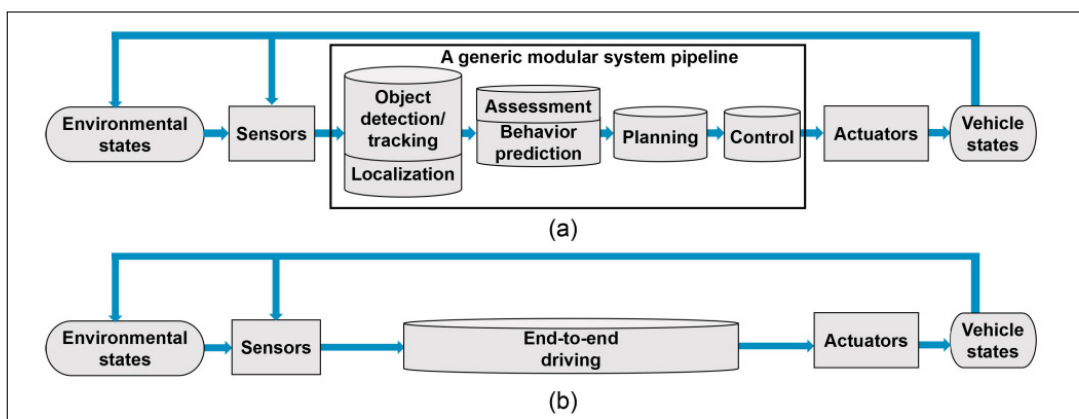 A generic modular system pipeline
Environmental
states
Sensors
Object
detection/
tracking
Localization
Assessment
Behavior
prediction
Planning
Control
Actuators
Vehicle
states
(a)
Environmental
states
Sensors
End-to-end
driving
Actuators
Vehicle
states
(b)